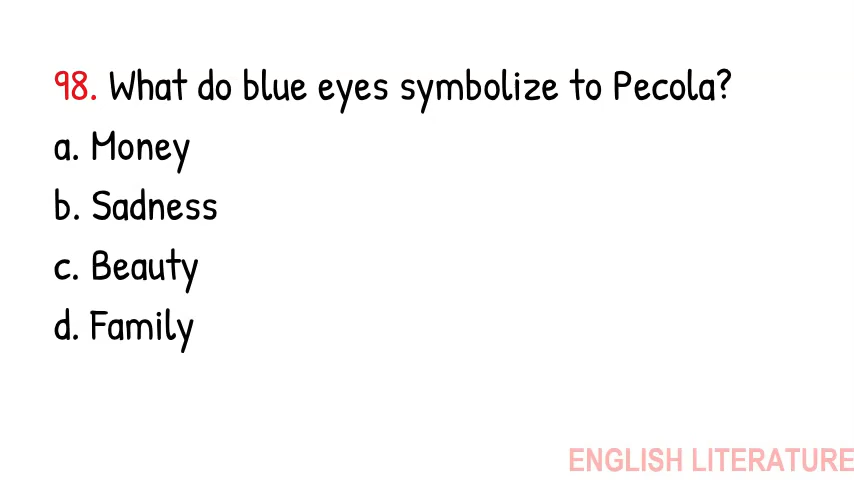 98. What do blue eyes symbolize to Pecola?
a. Money
b. Sadness
c. Beauty
d. Family
ENGLISH LITERATURE